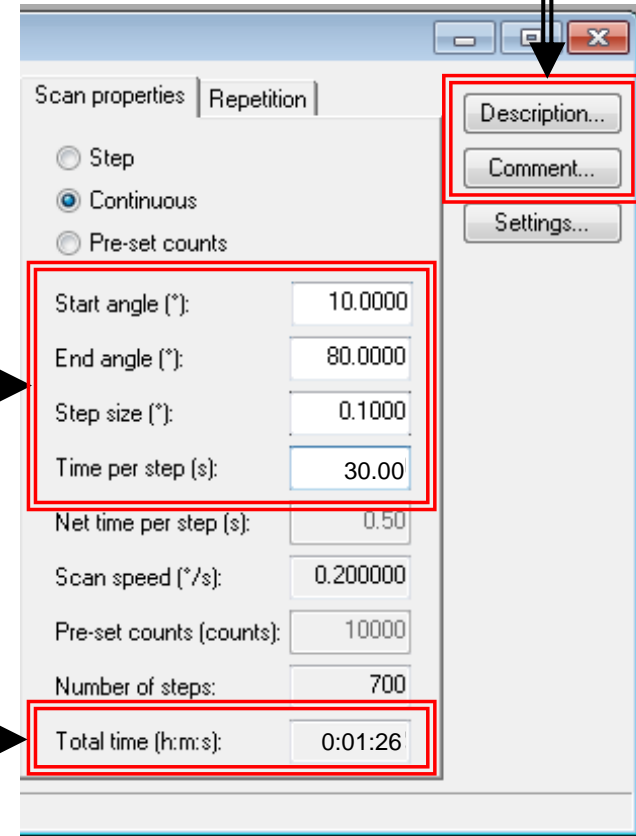 Scan properties Repetition
Description...
Step
Comment...
Continuous
Settings...
Pre-set counts
Start angle (°): 10.0000
End angle (°): 80.0000
Step size (°): 0.1000
Time per step (s): 30.00
Net time per step (s): 0.50
Scan speed (°/s): 0.200000
Pre-set counts (counts): 10000
Number of steps: 700
Total time (h:m:s): 0:01:26